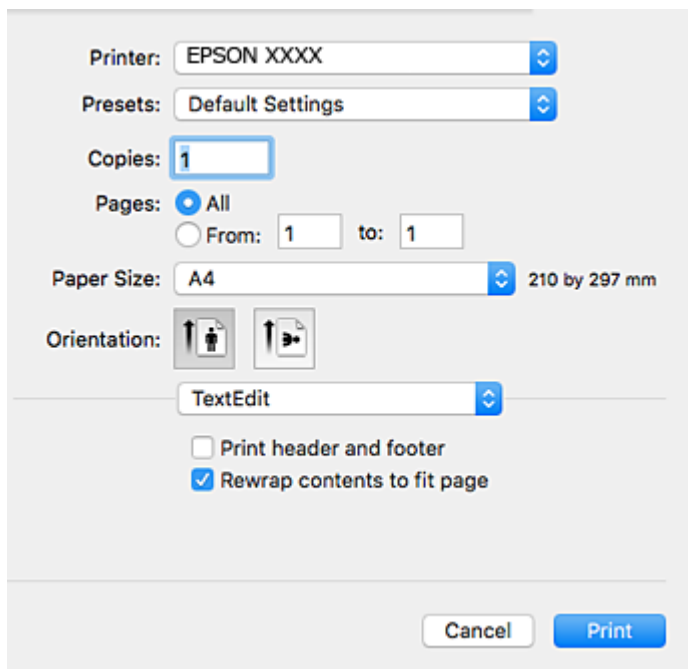 Printer: EPSON XXXX
Presets: Default Settings
Copies: 1
Pages: All
From: 1 to: 1
Paper Size: A4 210 by 297 mm
Orientation:
TextEdit
Print header and footer
Rewrap contents to fit page
Cancel Print